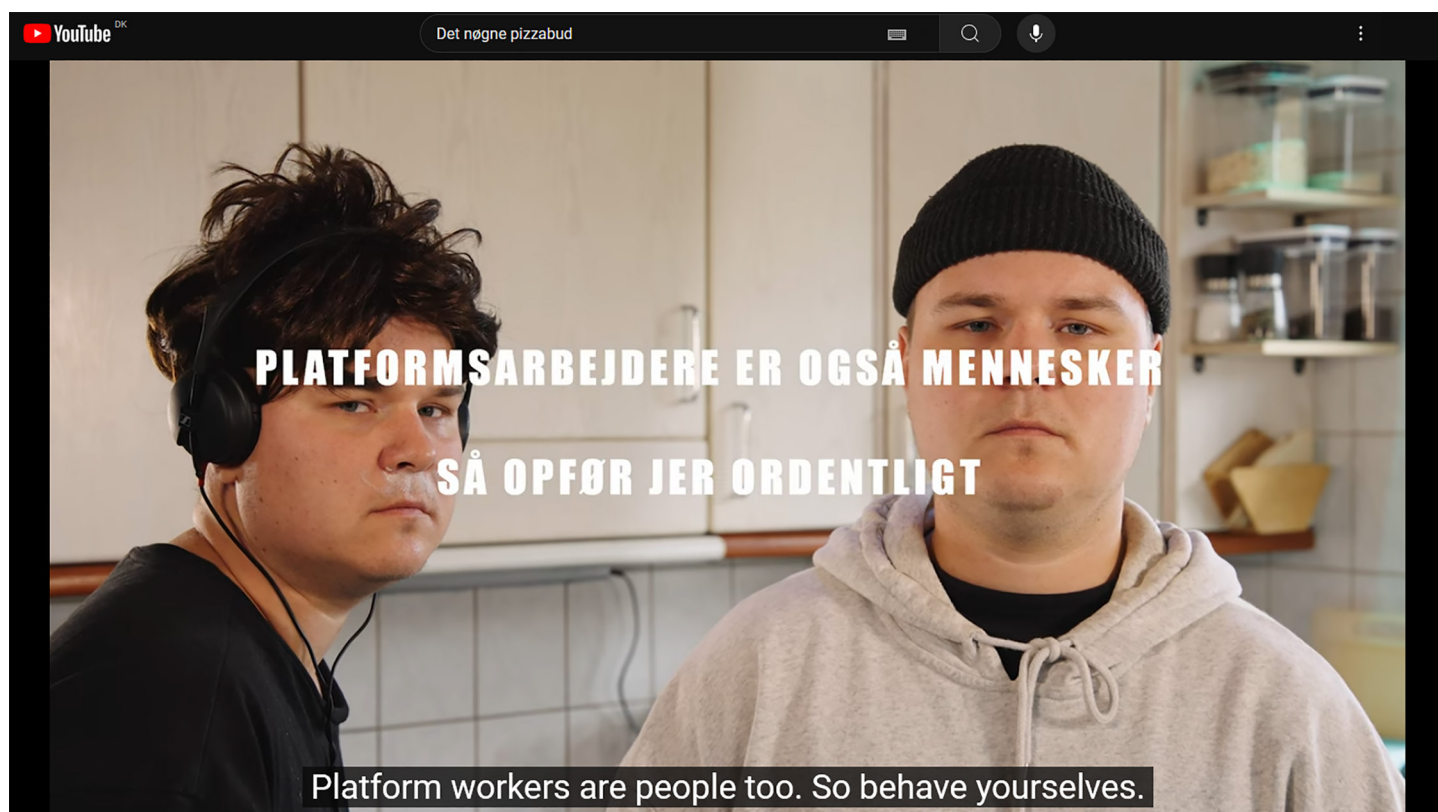 YouTube DK
Det nøgne pizzabud
PLATFORMSARBEJDERE ER OGSÅ MENNESKER
SÅ OPFØR JER ORDENTLIGT
Platform workers are people too. So behave yourselves.